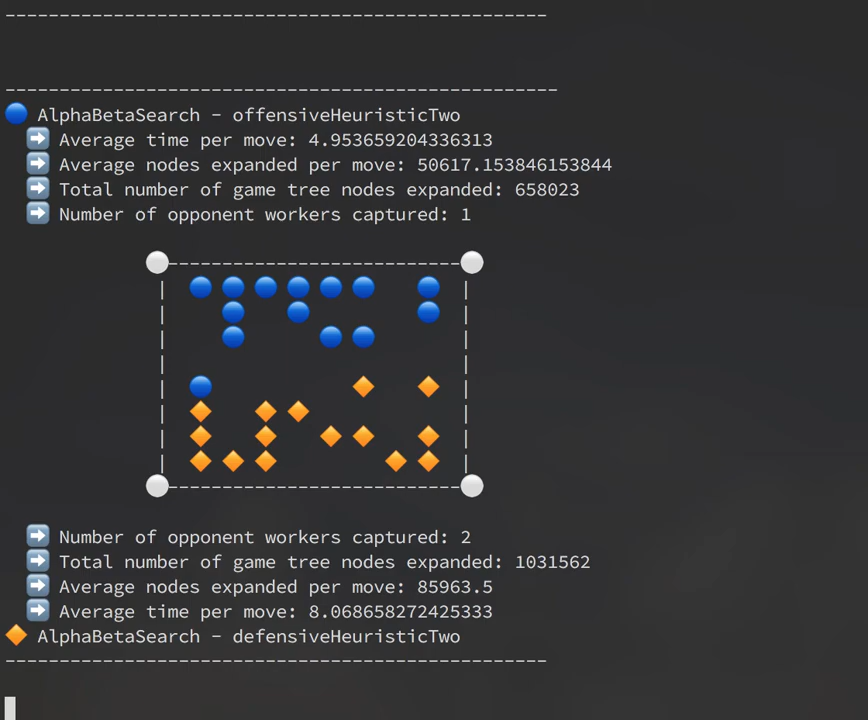 --------------------------------------------------
---------------------------------------------------
🔵 AlphaBetaSearch - offensiveHeuristicTwo
➡️ Average time per move: 4.953659204336313
➡️ Average nodes expanded per move: 50617.153846153844
➡️ Total number of game tree nodes expanded: 658023
➡️ Number of opponent workers captured: 1
➡️ Number of opponent workers captured: 2
➡️ Total number of game tree nodes expanded: 1031562
➡️ Average nodes expanded per move: 85963.5
➡️ Average time per move: 8.068658272425333
🔶 AlphaBetaSearch - defensiveHeuristicTwo
--------------------------------------------------